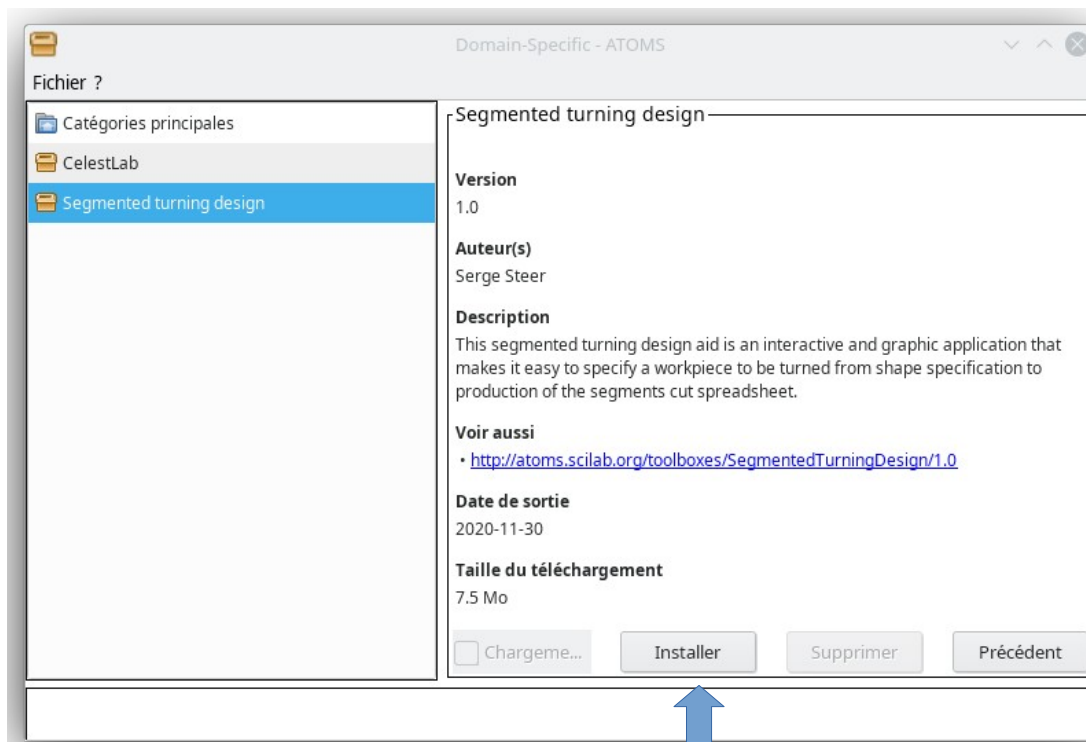 Domain-Specific - ATOMS
Fichier ?
Catégories principales
CelestLab
Segmented turning design
Segmented turning design
Version
1.0
Auteur(s)
Serge Steer
Description
This segmented turning design aid is an interactive and graphic application that
makes it easy to specify a workpiece to be turned from shape specification to
production of the segments cut spreadsheet.
Voir aussi
• http://atoms.scilab.org/toolboxes/SegmentedTurningDesign/1.0
Date de sortie
2020-11-30
Taille du téléchargement
7.5 Mo
Chargeme... Installer Supprimer Précédent